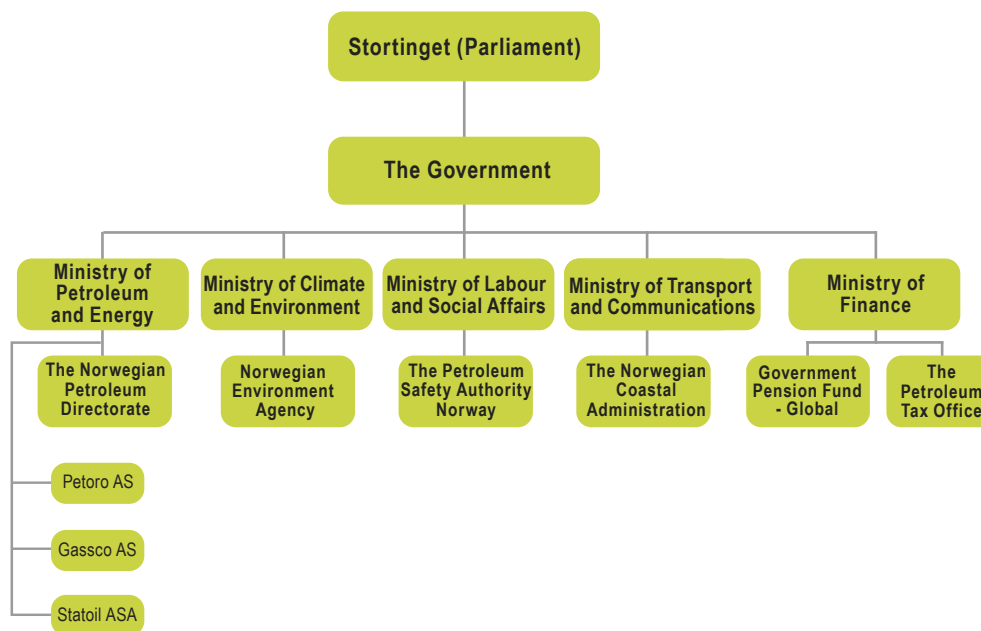 Stortinget (Parliament)
The Government
Ministry of
Petroleum
and Energy
Ministry of Climate
and Environment
Ministry of Labour
and Social Affairs
Ministry of Transport
and Communications
Ministry of
Finance
The Norwegian
Petroleum
Directorate
Norwegian
Environment
Agency
The Petroleum
Safety Authority
Norway
The Norwegian
Coastal
Administration
Government
Pension Fund
- Global
The
Petroleum
Tax Office
Petoro AS
Gassco AS
Statoil ASA